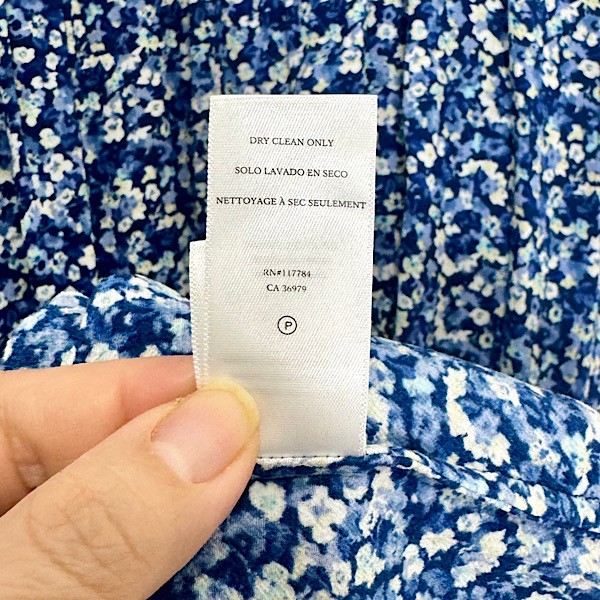 DRY CLEAN ONLY
SOLO LAVADO EN SECO
NETTOYAGE À SEC SEULEMENT
RN#117784
CA 36979
P